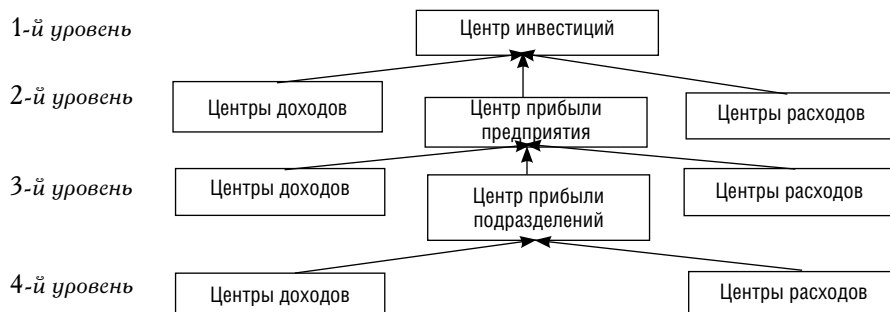 1-й уровень
Центр инвестиций
2-й уровень
Центры доходов
Центр прибыли
предприятия
Центры расходов
3-й уровень
Центры доходов
Центр прибыли
подразделений
Центры расходов
4-й уровень
Центры доходов
Центры расходов